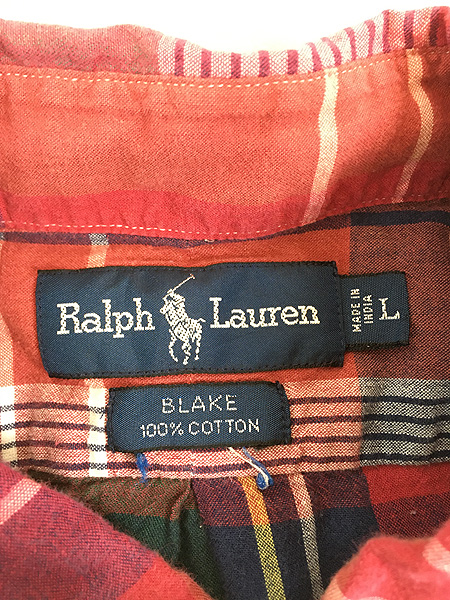 Ralph Lauren
MADE IN
INDIA
L
BLAKE
100% COTTON